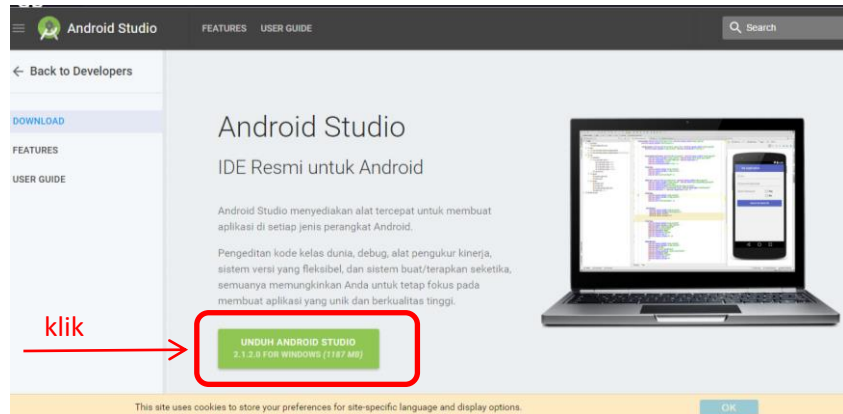 Android Studio
FEATURES USER GUIDE
Search
← Back to Developers
DOWNLOAD
FEATURES
USER GUIDE
Android Studio
IDE Resmi untuk Android
Android Studio menyediakan alat tercepat untuk membuat
aplikasi di setiap jenis perangkat Android.
Pengeditan kode kelas dunia, debug, alat pengukur kinerja,
sistem versi yang fleksibel, dan sistem buat/terapkan seketika,
semuanya memungkinkan Anda untuk tetap fokus pada
membuat aplikasi yang unik dan berkualitas tinggi.
klik
UNDUH ANDROID STUDIO
2.1.2.0 FOR WINDOWS (1187 MB)
This site uses cookies to store your preferences for site-specific language and display options.
OK